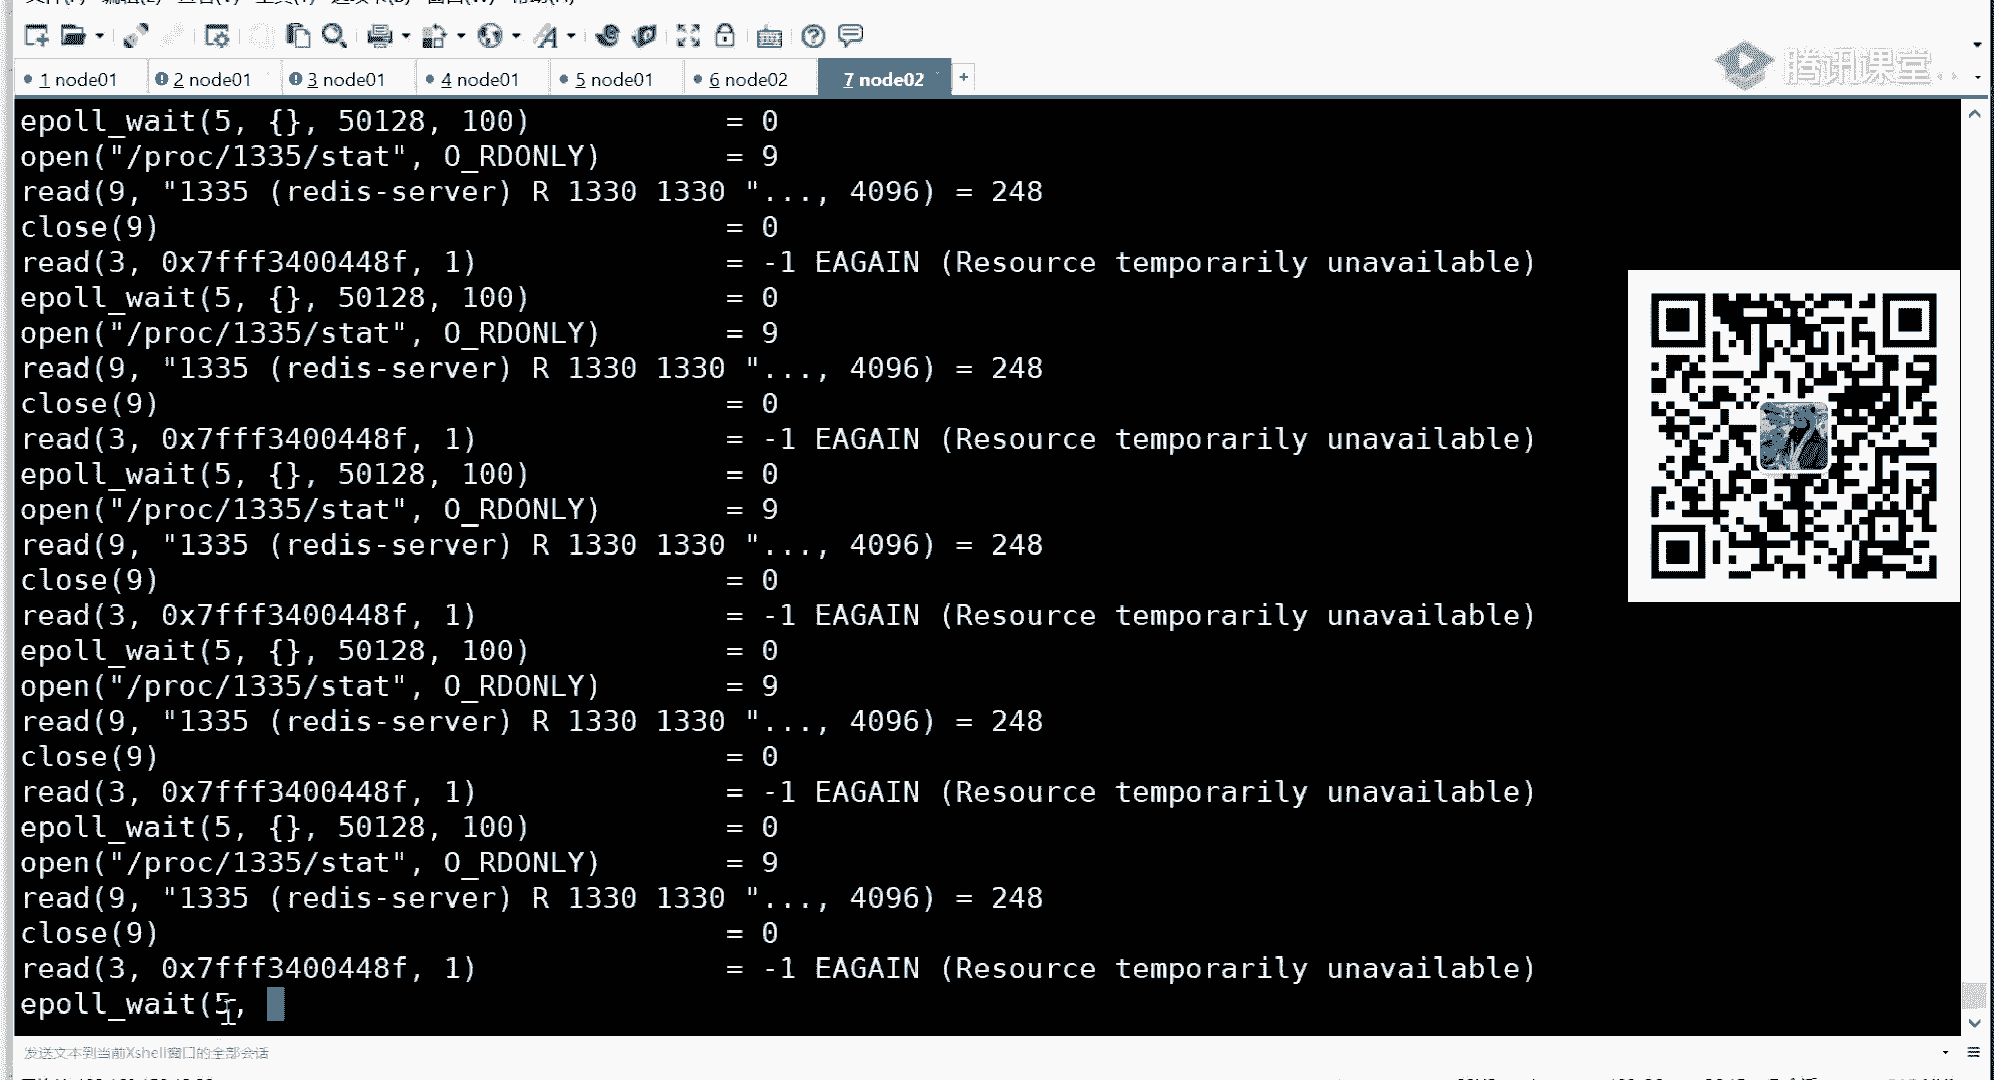 1 node01
2 node01
3 node01
4 node01
5 node01
6 node02
7 node02
+
腾讯课堂
epoll_wait(5, {}, 50128, 100) = 0
open("/proc/1335/stat", O_RDONLY) = 9
read(9, "1335 (redis-server) R 1330 1330 "..., 4096) = 248
close(9) = 0
read(3, 0x7fff3400448f, 1) = -1 EAGAIN (Resource temporarily unavailable)
epoll_wait(5, {}, 50128, 100) = 0
open("/proc/1335/stat", O_RDONLY) = 9
read(9, "1335 (redis-server) R 1330 1330 "..., 4096) = 248
close(9) = 0
read(3, 0x7fff3400448f, 1) = -1 EAGAIN (Resource temporarily unavailable)
epoll_wait(5, {}, 50128, 100) = 0
open("/proc/1335/stat", O_RDONLY) = 9
read(9, "1335 (redis-server) R 1330 1330 "..., 4096) = 248
close(9) = 0
read(3, 0x7fff3400448f, 1) = -1 EAGAIN (Resource temporarily unavailable)
epoll_wait(5, {}, 50128, 100) = 0
open("/proc/1335/stat", O_RDONLY) = 9
read(9, "1335 (redis-server) R 1330 1330 "..., 4096) = 248
close(9) = 0
read(3, 0x7fff3400448f, 1) = -1 EAGAIN (Resource temporarily unavailable)
epoll_wait(5, {}, 50128, 100) = 0
open("/proc/1335/stat", O_RDONLY) = 9
read(9, "1335 (redis-server) R 1330 1330 "..., 4096) = 248
close(9) = 0
read(3, 0x7fff3400448f, 1) = -1 EAGAIN (Resource temporarily unavailable)
epoll_wait(5,
发送文本到当前Xshell窗口的全部会话